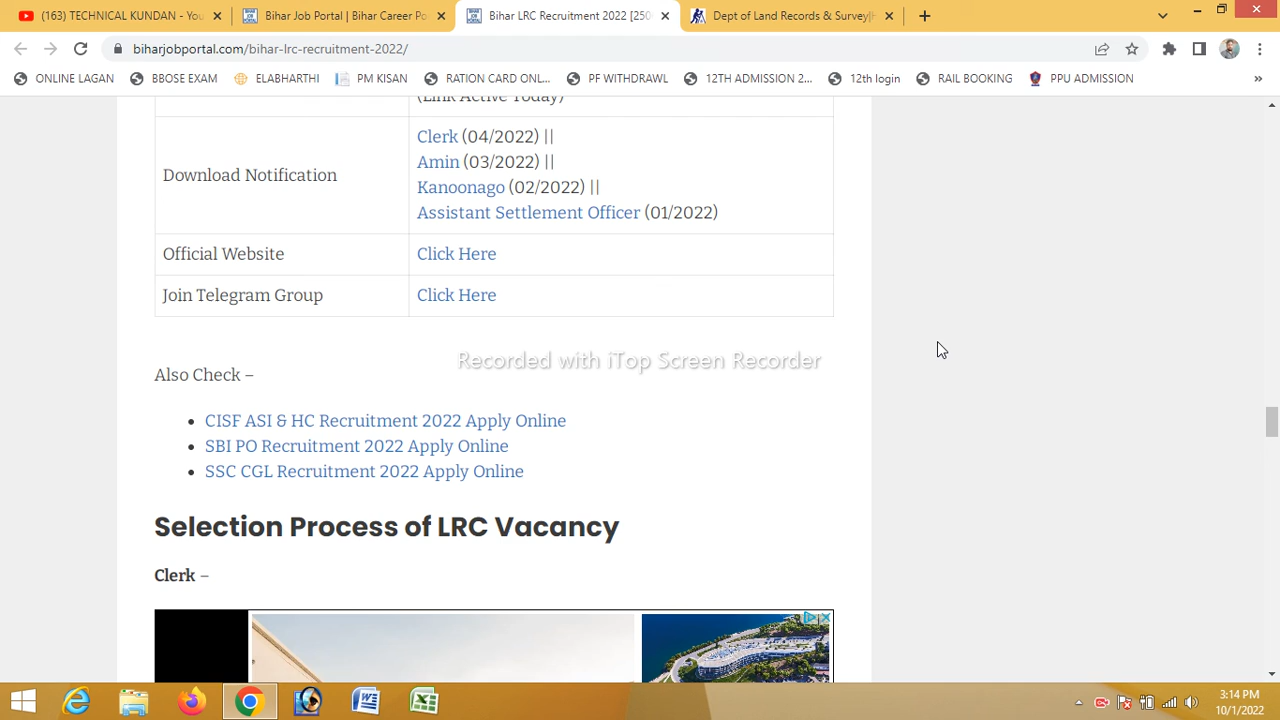 (163) TECHNICAL KUNDAN - You
Bihar Job Portal | Bihar Career Po
Bihar LRC Recruitment 2022 [250
Dept of Land Records & Survey|H
biharjobportal.com/bihar-lrc-recruitment-2022/
ONLINE LAGAN
BBOSE EXAM
ELABHARTHI
PM KISAN
RATION CARD ONL...
PF WITHDRAWL
12TH ADMISSION 2...
12th login
RAIL BOOKING
PPU ADMISSION
»
(Link Active Today)
Download Notification
Clerk (04/2022) ||
Amin (03/2022) ||
Kanoonago (02/2022) ||
Assistant Settlement Officer (01/2022)
Official Website
Click Here
Join Telegram Group
Click Here
Recorded with iTop Screen Recorder
Also Check –
• CISF ASI & HC Recruitment 2022 Apply Online
• SBI PO Recruitment 2022 Apply Online
• SSC CGL Recruitment 2022 Apply Online
Selection Process of LRC Vacancy
Clerk –
3:14 PM
10/1/2022